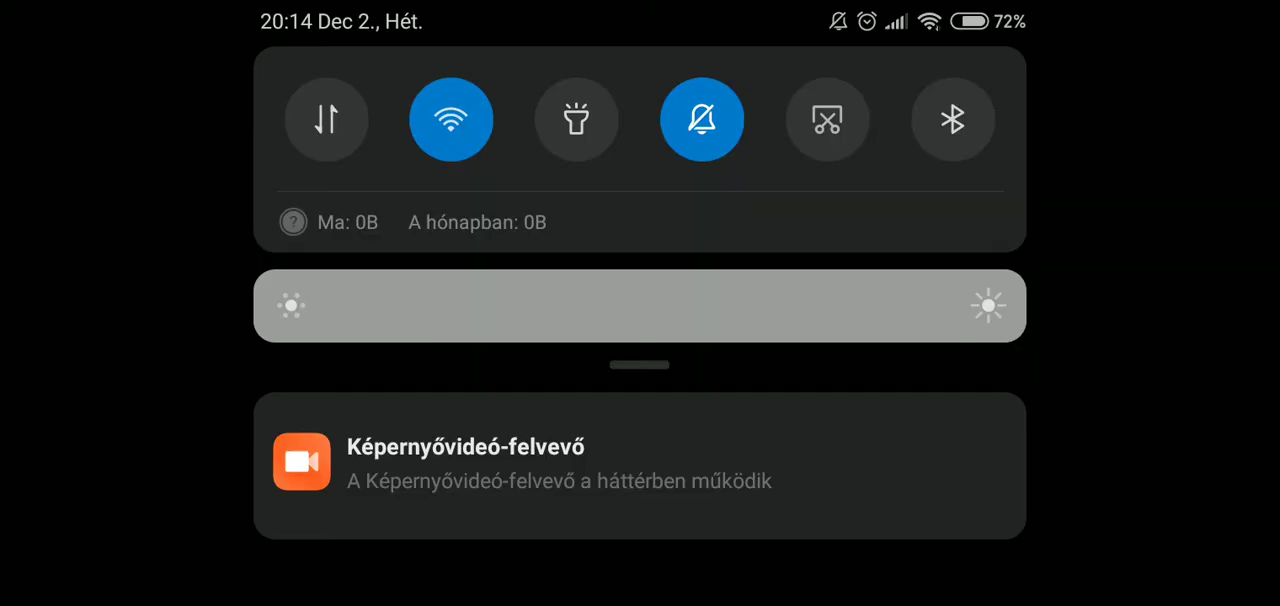 20:14 Dec 2., Hét.
72%
Ma: 0B A hónapban: 0B
Képernyővideó-felvevő
A Képernyővideó-felvevő a háttérben működik